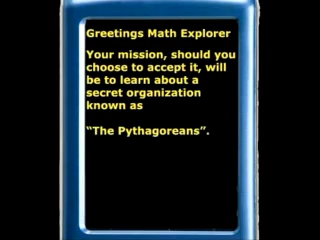 Greetings Math Explorer
Your mission, should you
choose to accept it, will
be to learn about a
secret organization
known as
“The Pythagoreans”.